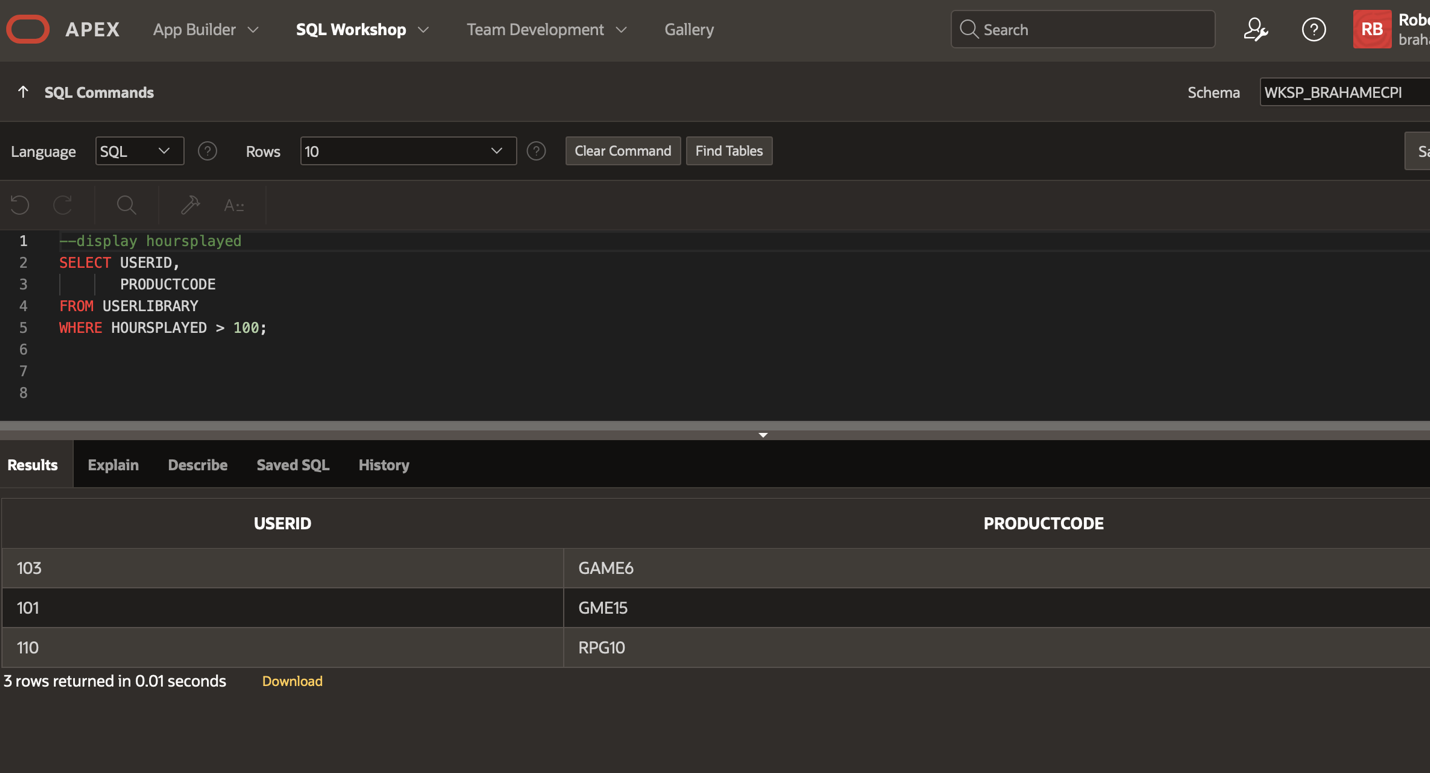 APEX App Builder SQL Workshop Team Development Gallery Search RB Robe
brah
SQL Commands Schema WKSP_BRAHAMECPI
Language SQL ? Rows 10 ? Clear Command Find Tables Sa
A::
1 --display hoursplayed
2 SELECT USERID,
3 PRODUCTCODE
4 FROM USERLIBRARY
5 WHERE HOURSPLAYED > 100;
6
7
8
Results Explain Describe Saved SQL History
USERID PRODUCTCODE
103 GAME6
101 GME15
110 RPG10
3 rows returned in 0.01 seconds Download